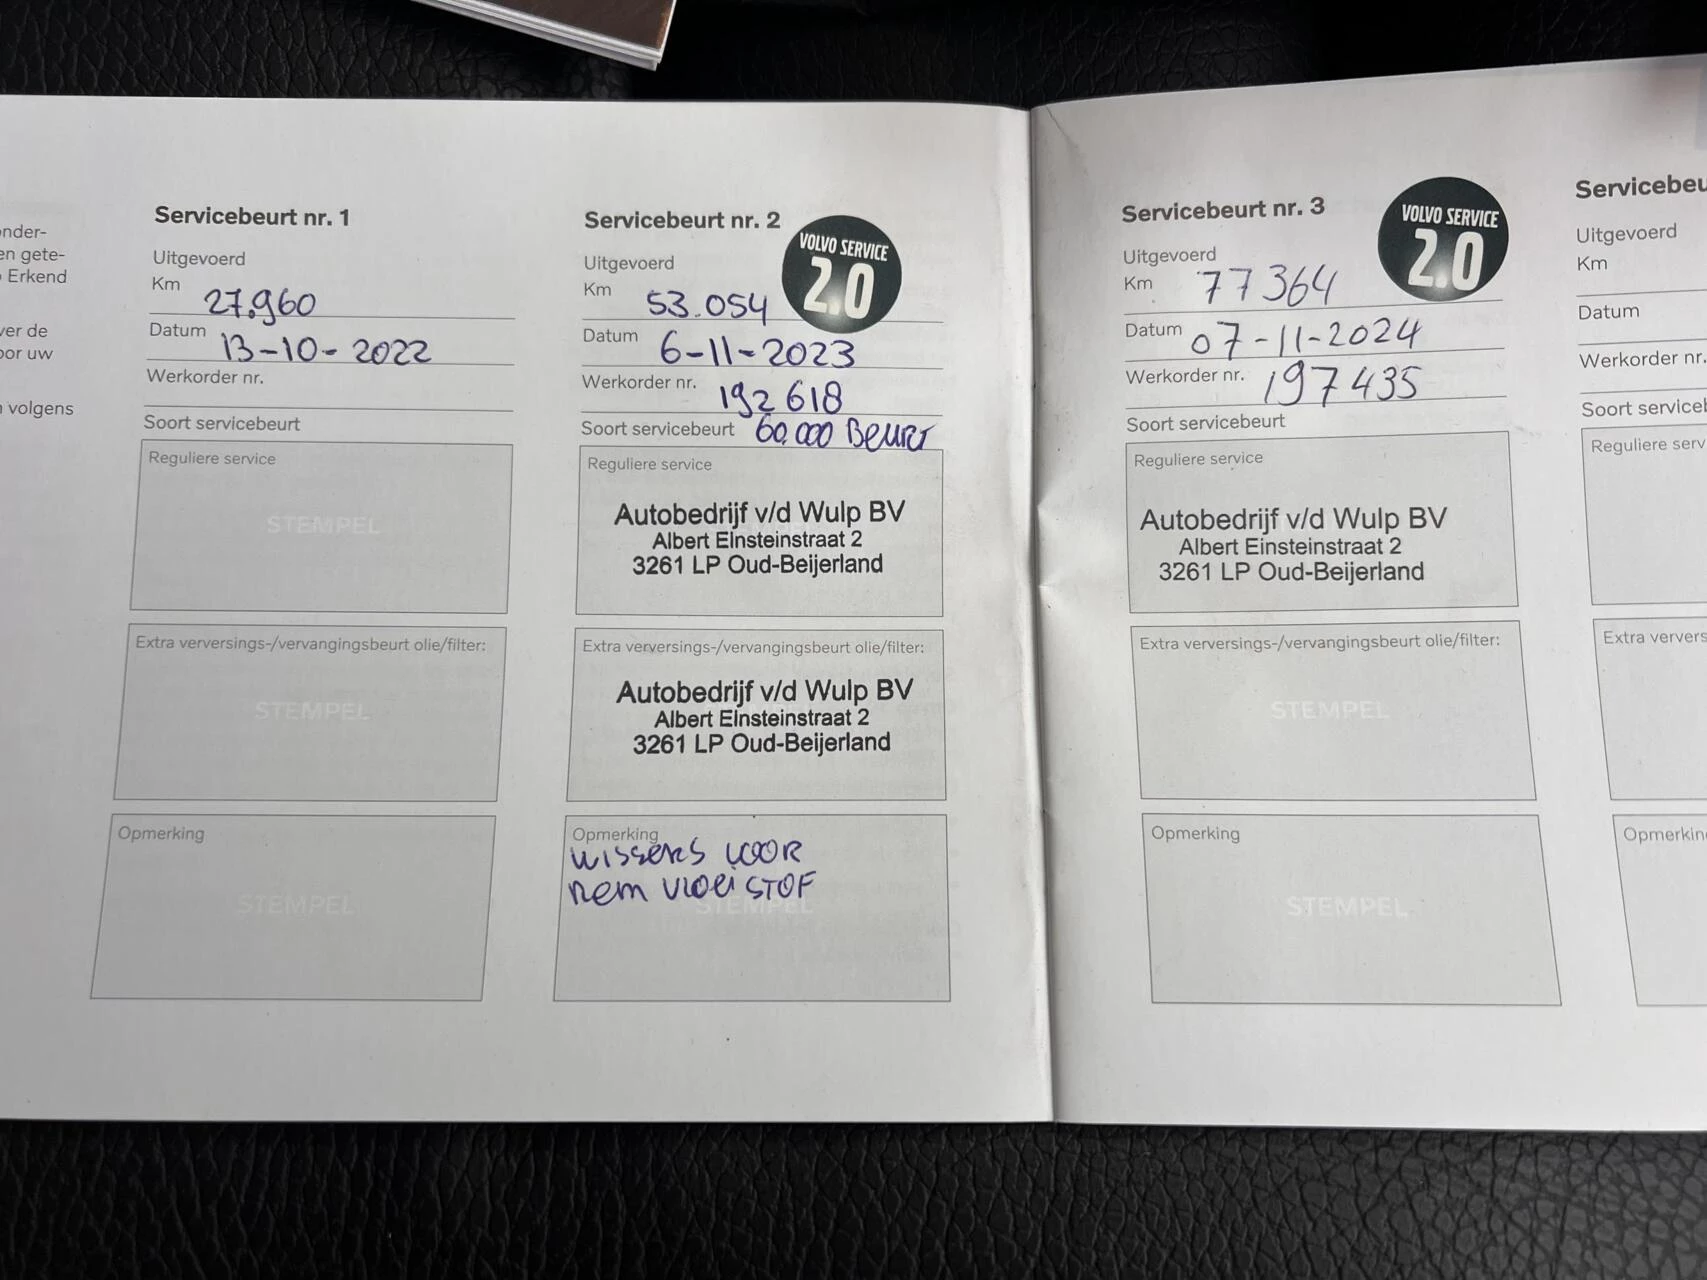 onder-
en gete-
Erkend
ver de
oor uw
volgens
Servicebeurt nr. 1
Uitgevoerd
Km 27.960
Datum 13-10-2022
Werkorder nr.
Soort servicebeurt
Reguliere service
STEMPEL
Extra verversings-/vervangingsbeurt olie/filter:
STEMPEL
Opmerking
STEMPEL
Servicebeurt nr. 2
VOLVO SERVICE
2.0
Uitgevoerd
Km 53.054
Datum 6-11-2023
Werkorder nr. 192618
Soort servicebeurt 60.000 Beurt
Reguliere service
Autobedrijf v/d Wulp BV
Albert EInsteinstraat 2
3261 LP Oud-Beijerland
Extra verversings-/vervangingsbeurt olie/filter:
Autobedrijf v/d Wulp BV
Albert EInsteinstraat 2
3261 LP Oud-Beijerland
Opmerking
wissers voor
rem vloeistof
STEMPEL
Servicebeurt nr. 3
VOLVO SERVICE
2.0
Uitgevoerd
Km 77364
Datum 07-11-2024
Werkorder nr. 197435
Soort servicebeurt
Reguliere service
Autobedrijf v/d Wulp BV
Albert Einsteinstraat 2
3261 LP Oud-Beijerland
Extra verversings-/vervangingsbeurt olie/filter:
STEMPEL
Opmerking
STEMPEL
Servicebeu
Uitgevoerd
Km
Datum
Werkorder nr.
Soort servicel
Reguliere serv
Extraververs
Opmerkin